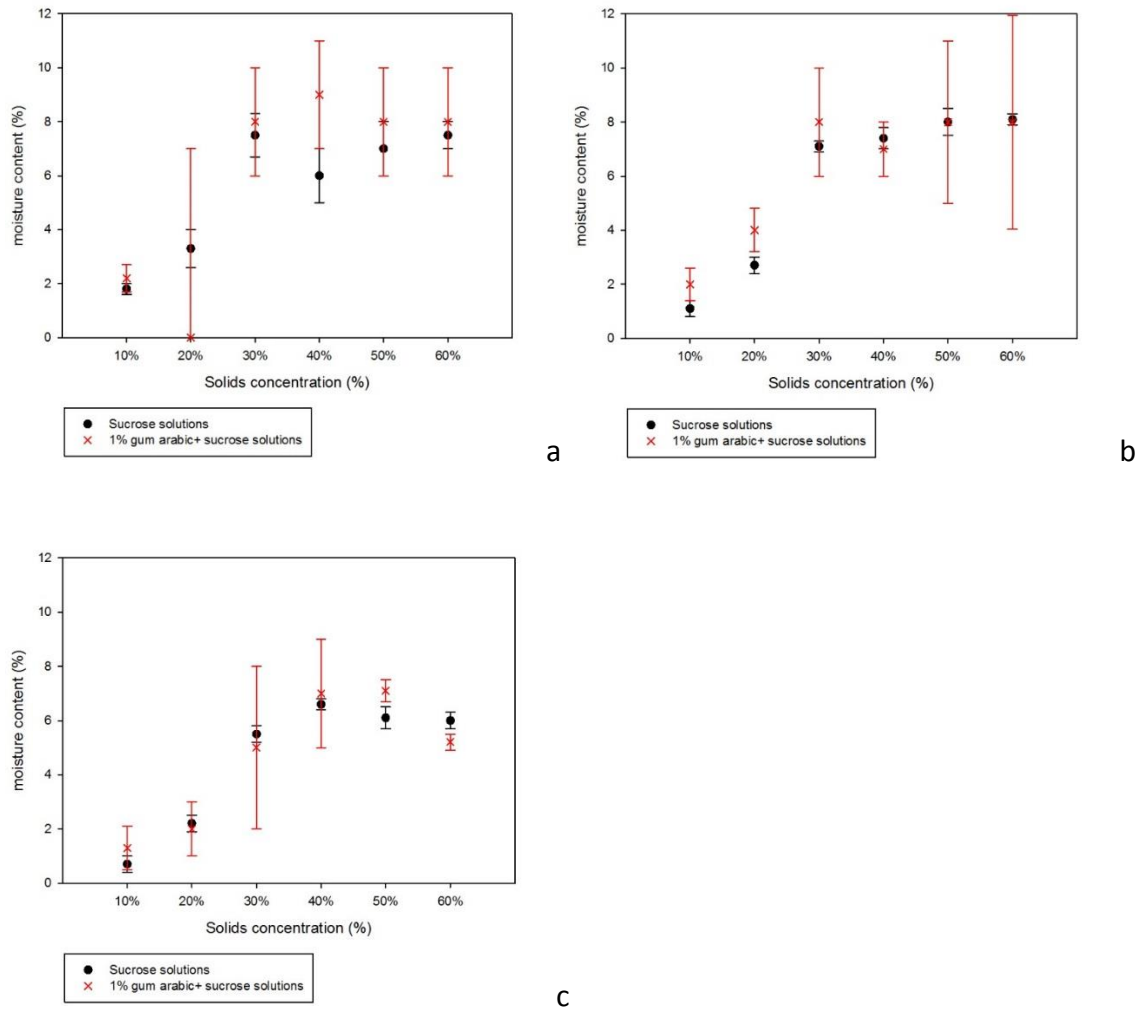 12
10
8
6
4
2
0
moisture content (%)
10% 20% 30% 40% 50% 60%
Solids concentration (%)
Sucrose solutions
1% gum arabic+ sucrose solutions
a
12
10
8
6
4
2
0
moisture content (%)
10% 20% 30% 40% 50% 60%
Solids concentration (%)
Sucrose solutions
1% gum arabic+ sucrose solutions
b
12
10
8
6
4
2
0
moisture content (%)
10% 20% 30% 40% 50% 60%
Solids concentration (%)
Sucrose solutions
1% gum arabic+ sucrose solutions
c